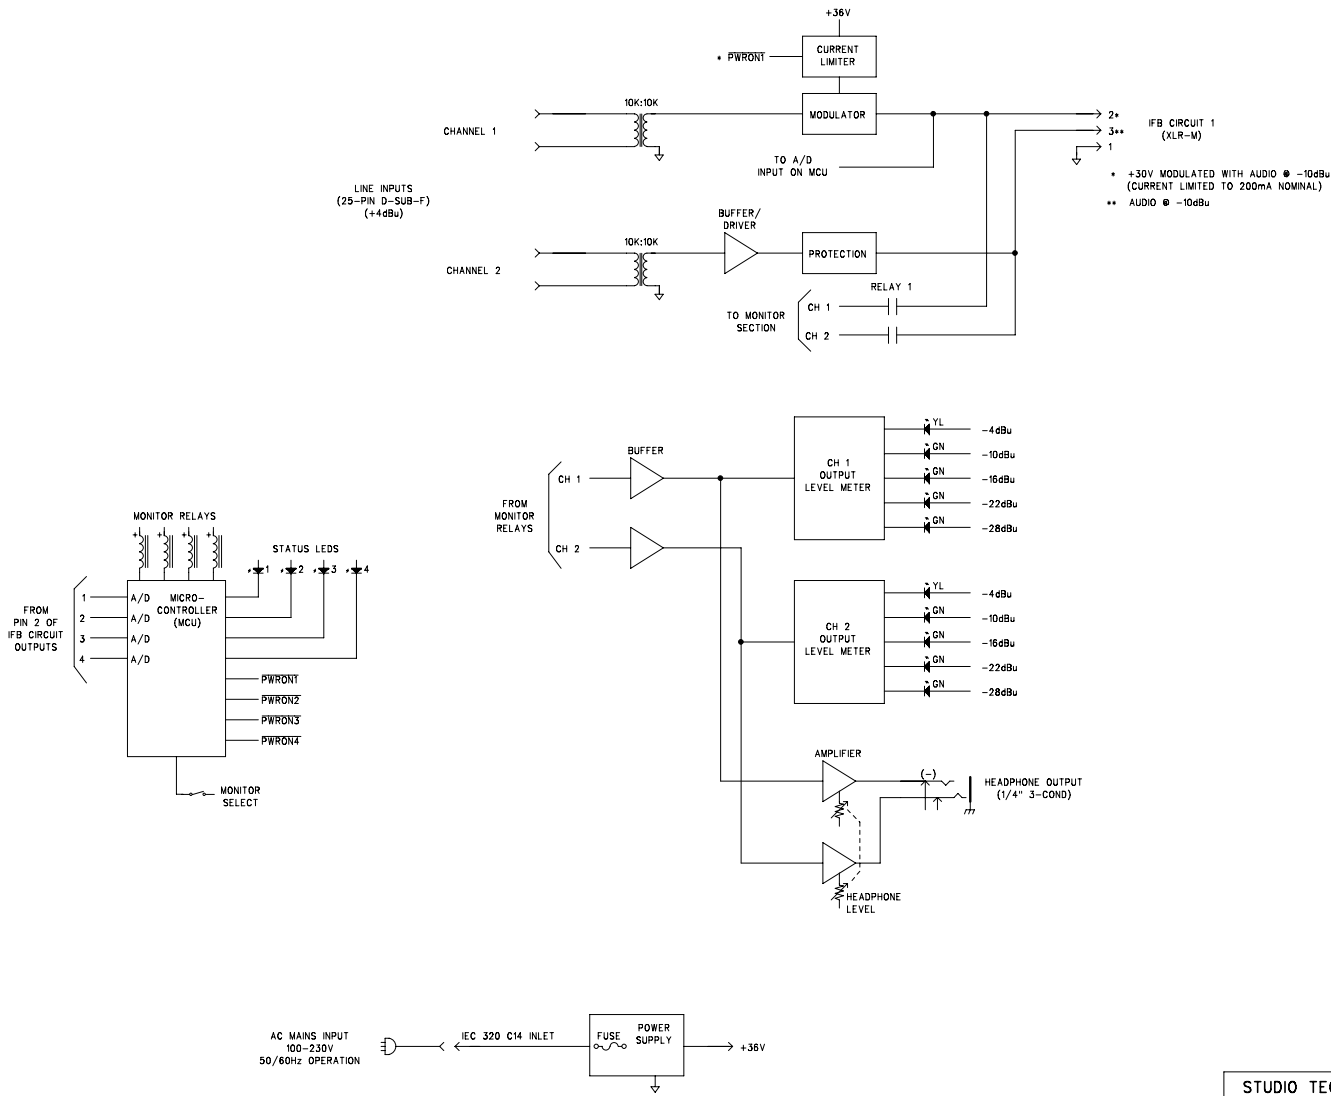 +36V
* PWRON1
CURRENT
LIMITER
10K:10K
MODULATOR
CHANNEL 1
2*
3**
1
IFB CIRCUIT 1
(XLR-M)
TO A/D
INPUT ON MCU
* +30V MODULATED WITH AUDIO @ -10dBu
(CURRENT LIMITED TO 200mA NOMINAL)
** AUDIO @ -10dBu
LINE INPUTS
(25-PIN D-SUB-F)
(+4dBu)
BUFFER/
DRIVER
10K:10K
PROTECTION
CHANNEL 2
RELAY 1
TO MONITOR
SECTION
CH 1
CH 2
BUFFER
FROM
MONITOR
RELAYS
CH 1
CH 2
CH 1
OUTPUT
LEVEL METER
YL -4dBu
GN -10dBu
GN -16dBu
GN -22dBu
GN -28dBu
CH 2
OUTPUT
LEVEL METER
YL -4dBu
GN -10dBu
GN -16dBu
GN -22dBu
GN -28dBu
MONITOR RELAYS
+ + + +
STATUS LEDS
1 2 3 4
FROM
PIN 2 OF
IFB CIRCUIT
OUTPUTS
1 A/D
2 A/D
3 A/D
4 A/D
MICRO-
CONTROLLER
(MCU)
PWRON1
PWRON2
PWRON3
PWRON4
MONITOR
SELECT
AMPLIFIER
(-)
HEADPHONE OUTPUT
(1/4" 3-COND)
HEADPHONE
LEVEL
AC MAINS INPUT
100-230V
50/60Hz OPERATION
IEC 320 C14 INLET
FUSE
POWER
SUPPLY
+36V
STUDIO TEC